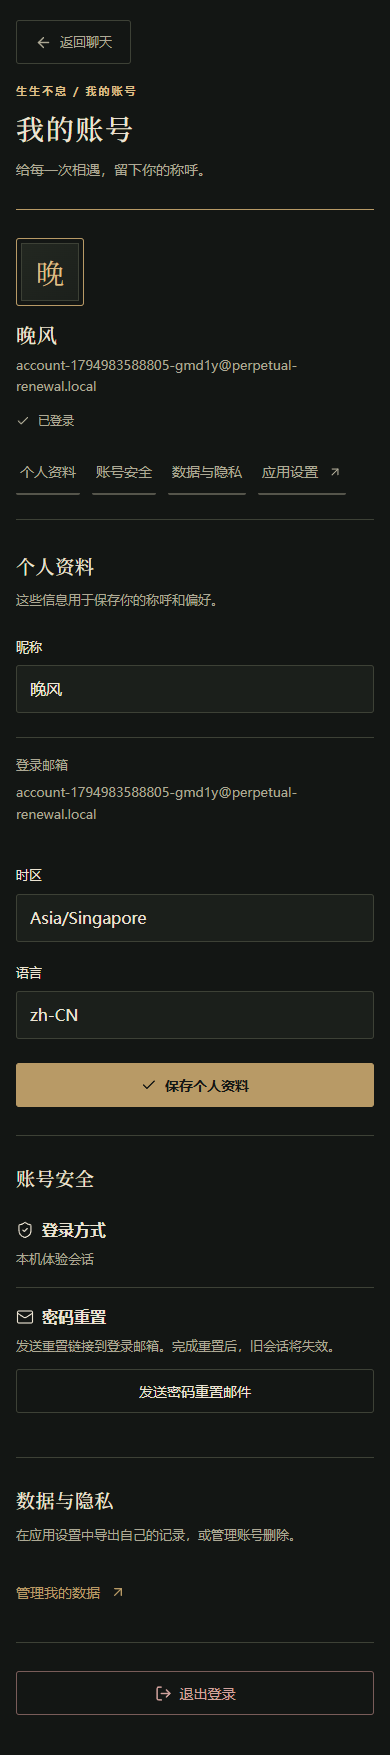 返回聊天
生生不息 / 我的账号
我的账号
给每一次相遇，留下你的称呼。
晚
晚风
account-1794983588805-gmd1y@perpetual-
renewal.local
已登录
个人资料 账号安全 数据与隐私 应用设置
个人资料
这些信息用于保存你的称呼和偏好。
昵称
晚风
登录邮箱
account-1794983588805-gmd1y@perpetual-
renewal.local
时区
Asia/Singapore
语言
zh-CN
保存个人资料
账号安全
登录方式
本机体验会话
密码重置
发送重置链接到登录邮箱。完成重置后，旧会话将失效。
发送密码重置邮件
数据与隐私
在应用设置中导出自己的记录，或管理账号删除。
管理我的数据
退出登录